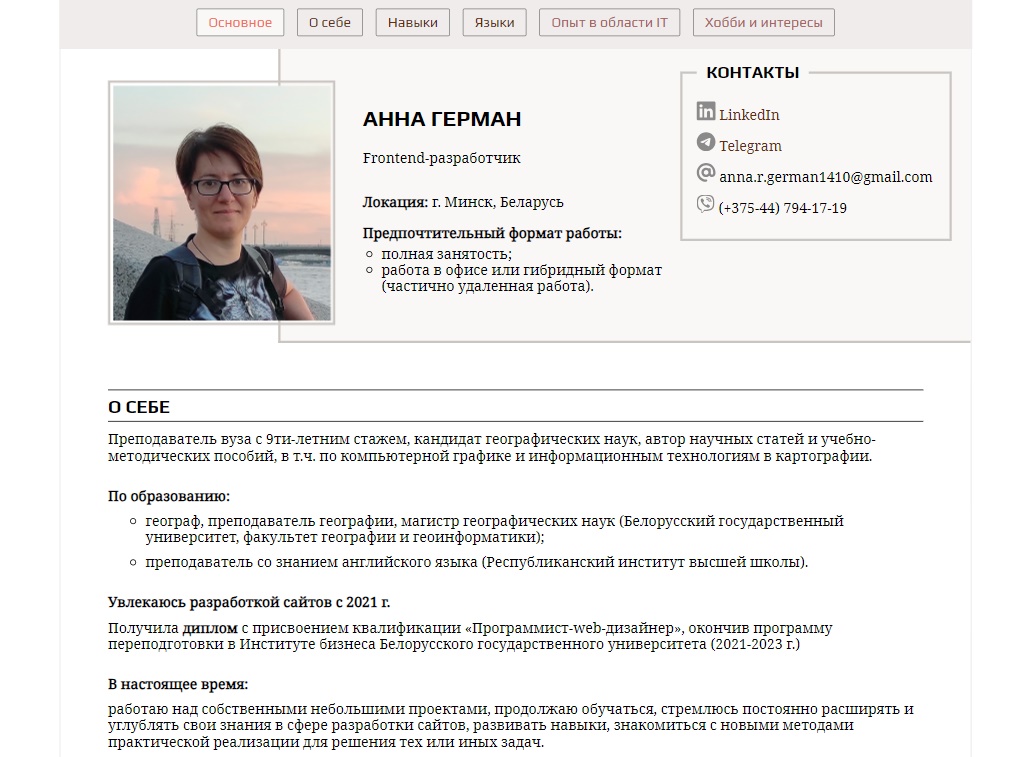 Основное О себе Навыки Языки Опыт в области IT Хобби и интересы
КОНТАКТЫ
LinkedIn
Telegram
anna.r.german1410@gmail.com
(+375-44) 794-17-19
АННА ГЕРМАН
Frontend-разработчик
Локация: г. Минск, Беларусь
Предпочтительный формат работы:
полная занятость;
работа в офисе или гибридный формат
(частично удаленная работа).
О СЕБЕ
Преподаватель вуза с 9ти-летним стажем, кандидат географических наук, автор научных статей и учебно-
методических пособий, в т.ч. по компьютерной графике и информационным технологиям в картографии.
По образованию:
географ, преподаватель географии, магистр географических наук (Белорусский государственный
университет, факультет географии и геоинформатики);
преподаватель со знанием английского языка (Республиканский институт высшей школы).
Увлекаюсь разработкой сайтов с 2021 г.
Получила диплом с присвоением квалификации «Программист-web-дизайнер», окончив программу
переподготовки в Институте бизнеса Белорусского государственного университета (2021-2023 г.)
В настоящее время:
работаю над собственными небольшими проектами, продолжаю обучаться, стремлюсь постоянно расширять и
углублять свои знания в сфере разработки сайтов, развивать навыки, знакомиться с новыми методами
практической реализации для решения тех или иных задач.